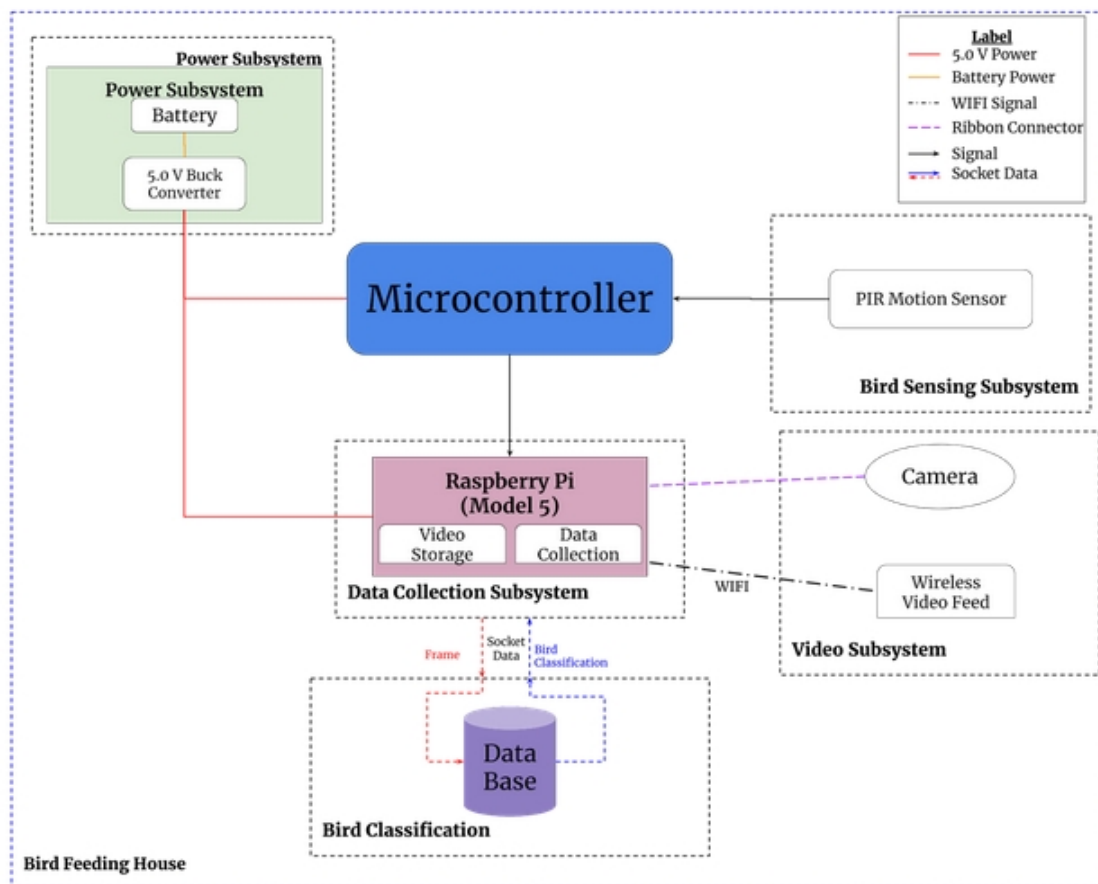 Power Subsystem
Power Subsystem
Battery
5.0 V Buck
Converter
Label
5.0 V Power
Battery Power
WIFI Signal
Ribbon Connector
Signal
Socket Data
Microcontroller
PIR Motion Sensor
Bird Sensing Subsystem
Raspberry Pi
(Model 5)
Video
Storage
Data
Collection
Data Collection Subsystem
Camera
WIFI
Wireless
Video Feed
Video Subsystem
Frame
Socket
Data
Bird
Classification
Data
Base
Bird Classification
Bird Feeding House